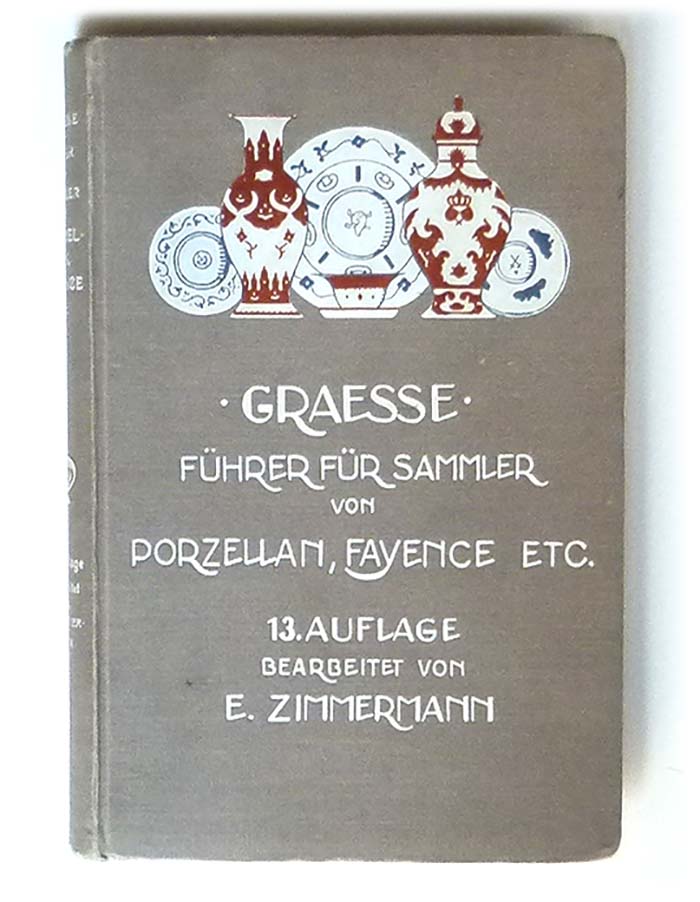 · GRAESSE ·
FÜHRER FÜR SAMMLER
VON
PORZELLAN, FAYENCE ETC.
13. AUFLAGE
BEARBEITET VON
E. ZIMMERMANN